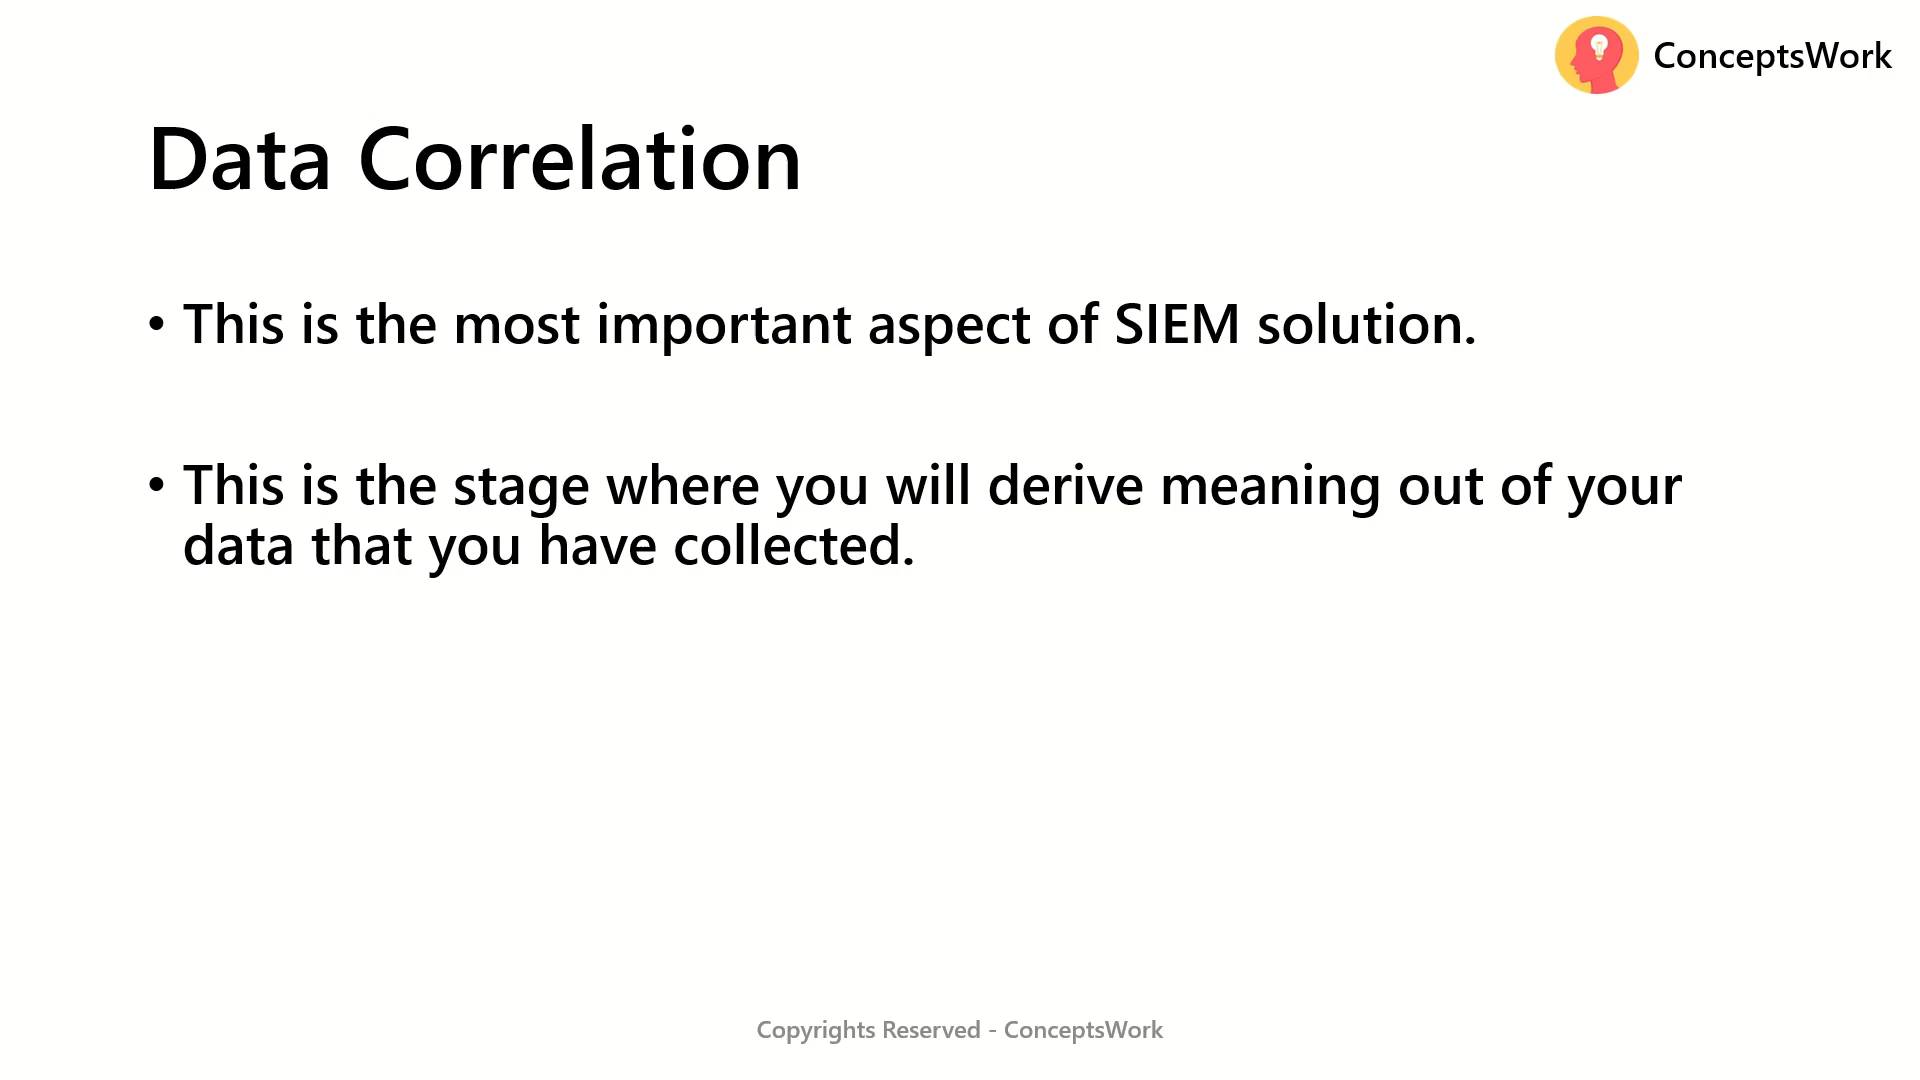 ConceptsWork
Data Correlation
• This is the most important aspect of SIEM solution.
• This is the stage where you will derive meaning out of your
data that you have collected.
Copyrights Reserved - ConceptsWork